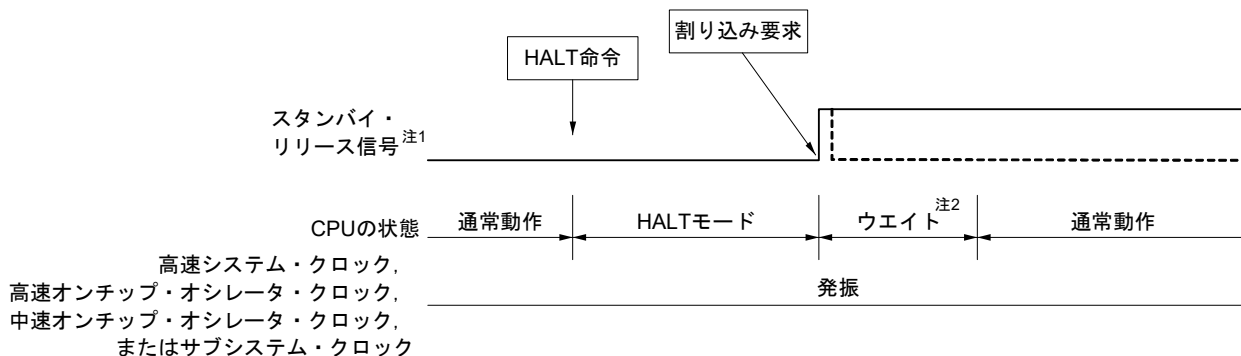 割り込み要求
HALT命令
スタンバイ・
リリース信号注1
CPUの状態
通常動作
HALTモード
ウエイト注2
通常動作
高速システム・クロック,
高速オンチップ・オシレータ・クロック,
中速オンチップ・オシレータ・クロック,
またはサブシステム・クロック
発振